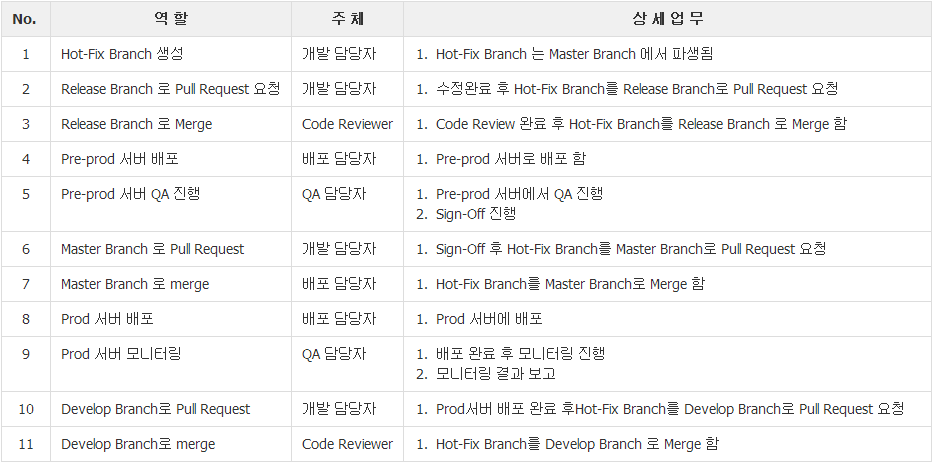 No. 역 할 주 체 상 세 업 무
1 Hot-Fix Branch 생성 개발 담당자 1. Hot-Fix Branch 는 Master Branch 에서 파생됨
2 Release Branch 로 Pull Request 요청 개발 담당자 1. 수정완료 후 Hot-Fix Branch를 Release Branch로 Pull Request 요청
3 Release Branch 로 Merge Code Reviewer 1. Code Review 완료 후 Hot-Fix Branch를 Release Branch 로 Merge 함
4 Pre-prod 서버 배포 배포 담당자 1. Pre-prod 서버로 배포 함
5 Pre-prod 서버 QA 진행 QA 담당자 1. Pre-prod 서버에서 QA 진행
2. Sign-Off 진행
6 Master Branch 로 Pull Request 개발 담당자 1. Sign-Off 후 Hot-Fix Branch를 Master Branch로 Pull Request 요청
7 Master Branch 로 merge 배포 담당자 1. Hot-Fix Branch를 Master Branch로 Merge 함
8 Prod 서버 배포 배포 담당자 1. Prod 서버에 배포
9 Prod 서버 모니터링 QA 담당자 1. 배포 완료 후 모니터링 진행
2. 모니터링 결과 보고
10 Develop Branch로 Pull Request 개발 담당자 1. Prod서버 배포 완료 후Hot-Fix Branch를 Develop Branch로 Pull Request 요청
11 Develop Branch로 merge Code Reviewer 1. Hot-Fix Branch를 Develop Branch 로 Merge 함